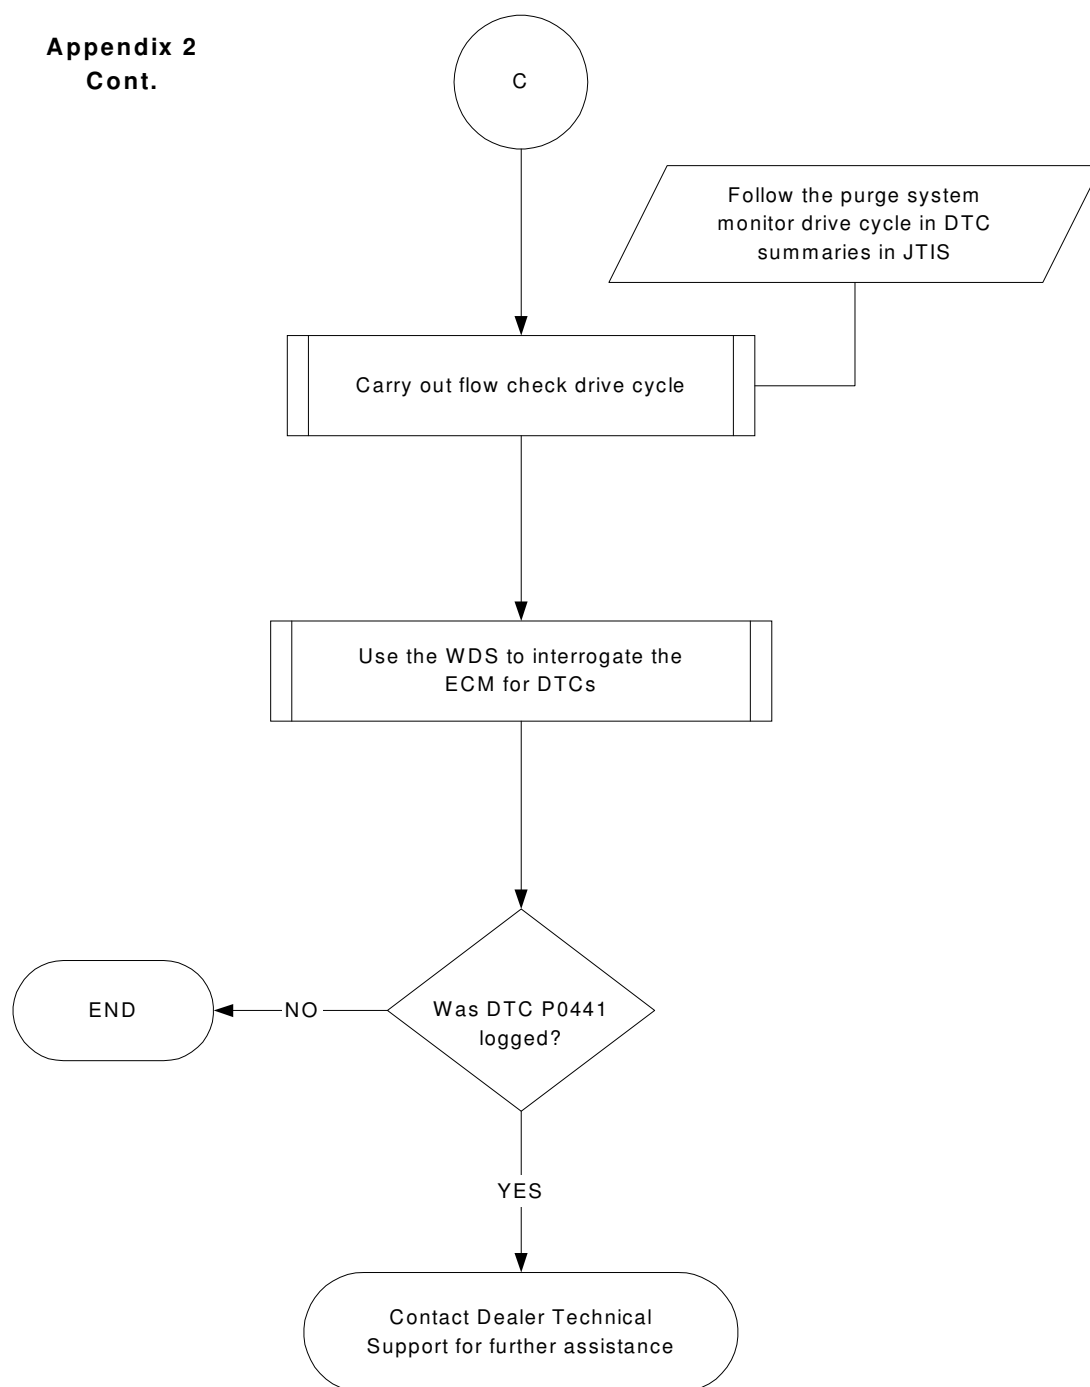 Appendix 2
Cont.
C
Follow the purge system
monitor drive cycle in DTC
summaries in JTIS
Carry out flow check drive cycle
Use the WDS to interrogate the
ECM for DTCs
Was DTC P0441
logged?
NO
END
YES
Contact Dealer Technical
Support for further assistance